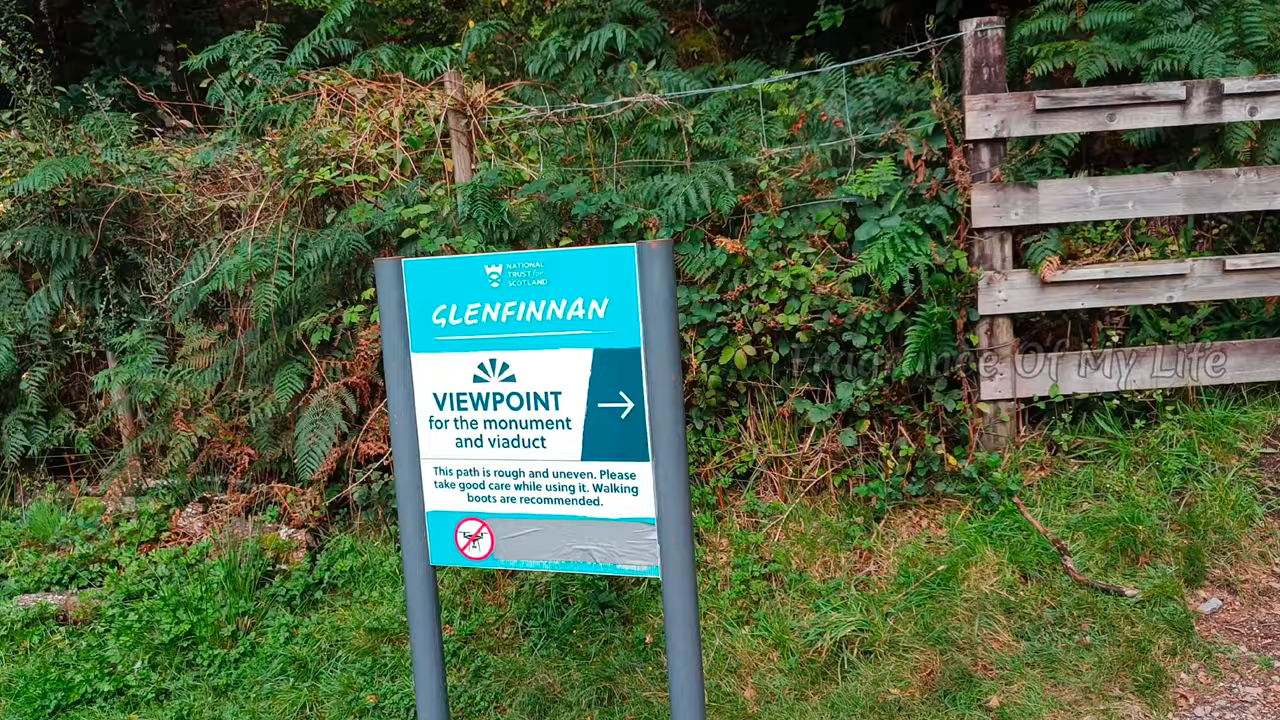 NATIONAL
TRUST for
SCOTLAND
GLENFINNAN
VIEWPOINT
for the monument
and viaduct
This path is rough and uneven. Please
take good care while using it. Walking
boots are recommended.
Fragrance Of My Life